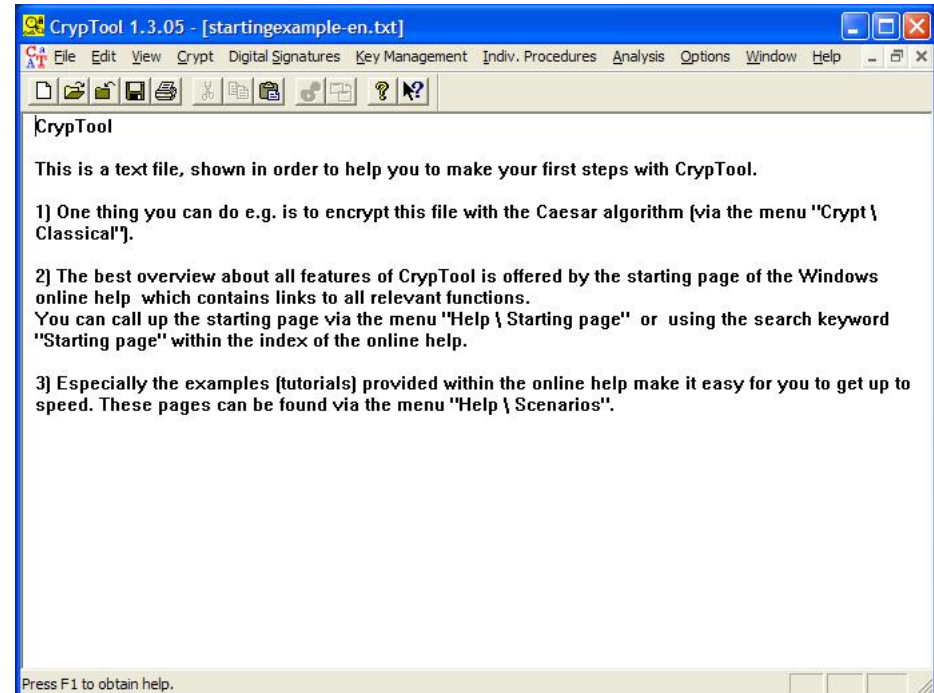 CrypTool 1.3.05 - [startingexample-en.txt]
File Edit View Crypt Digital Signatures Key Management Indiv. Procedures Analysis Options Window Help
CrypTool
This is a text file, shown in order to help you to make your first steps with CrypTool.
1) One thing you can do e.g. is to encrypt this file with the Caesar algorithm (via the menu "Crypt \
Classical").
2) The best overview about all features of CrypTool is offered by the starting page of the Windows
online help  which contains links to all relevant functions.
You can call up the starting page via the menu "Help \ Starting page"  or  using the search keyword
"Starting page" within the index of the online help.
3) Especially the examples (tutorials) provided within the online help make it easy for you to get up to
speed. These pages can be found via the menu "Help \ Scenarios".
Press F1 to obtain help.